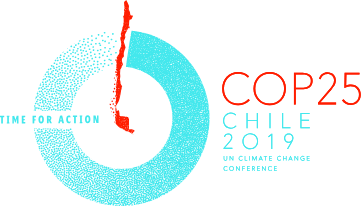 TIME FOR ACTION
COP25
CHILE
2019
UN CLIMATE CHANGE
CONFERENCE